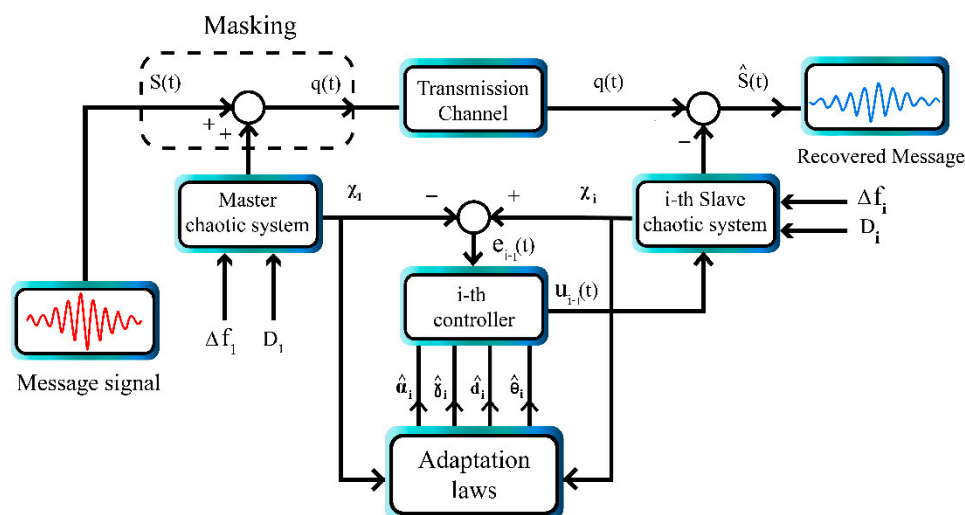 Masking
S(t)
q(t)
Transmission
Channel
q(t)
Ŝ(t)
+
+
−
Recovered Message
Master
chaotic system
χ₁
−
+
χᵢ
i-th Slave
chaotic system
Δfᵢ
Dᵢ
eᵢ₋₁(t)
i-th
controller
uᵢ₋₁(t)
Δf₁
D₁
Message signal
α̂ᵢ
ɣ̂ᵢ
d̂ᵢ
θ̂ᵢ
Adaptation
laws